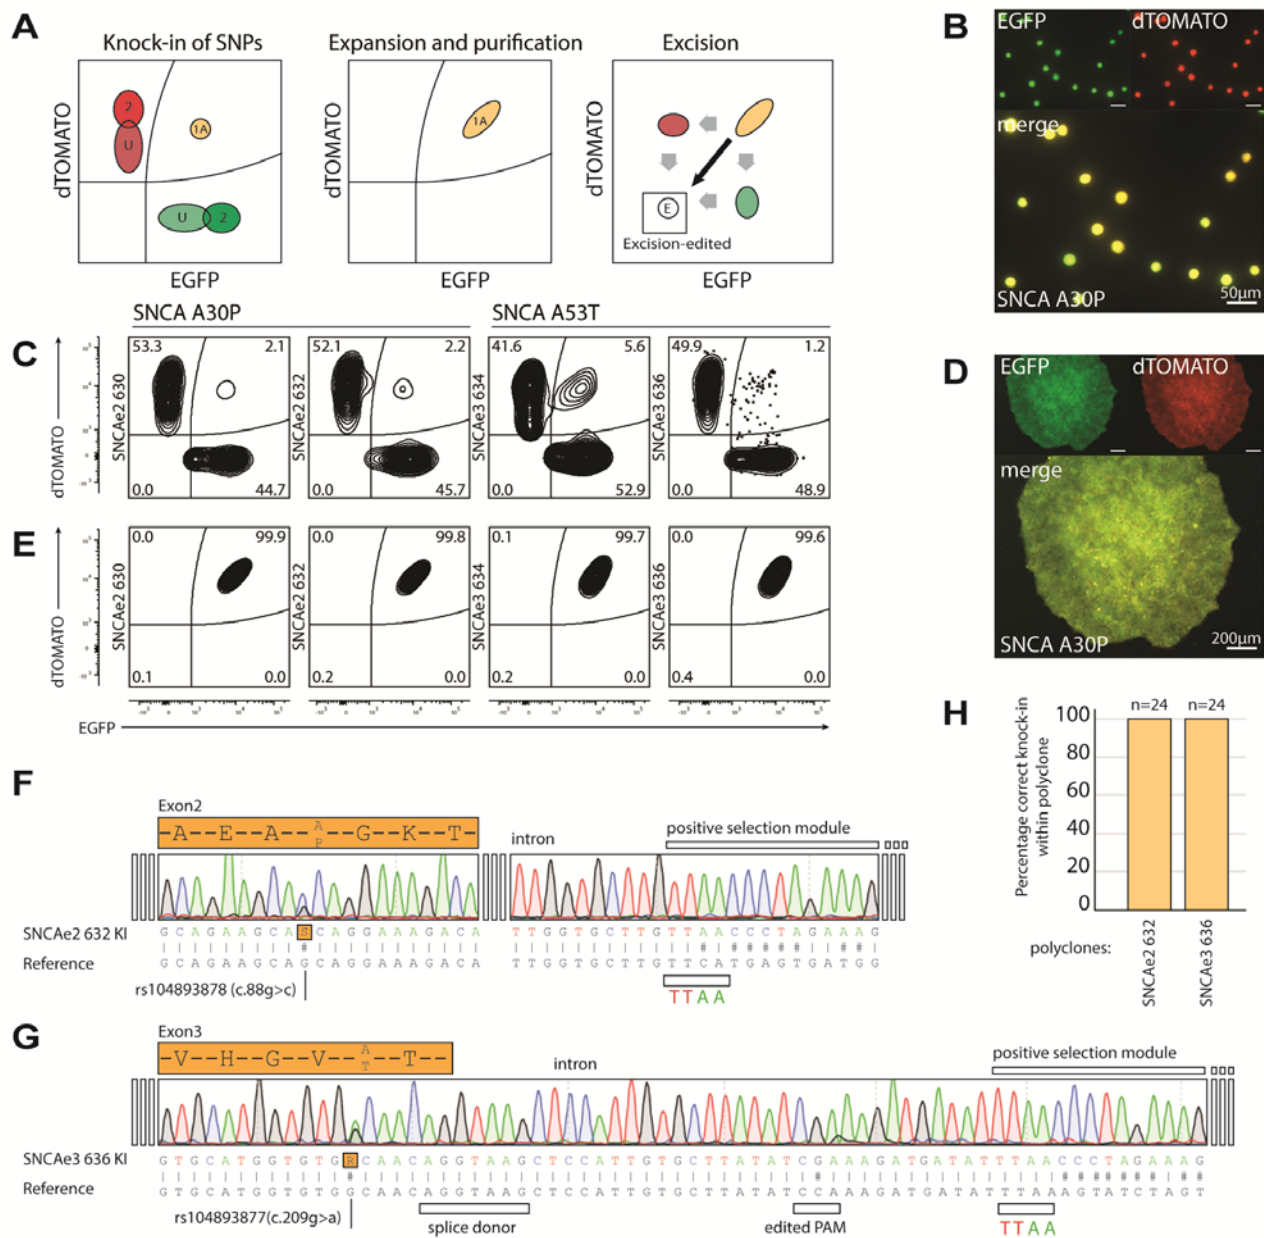 A
Knock-in of SNPs
Expansion and purification
Excision
dTOMATO
2
U
1A
U
2
EGFP
dTOMATO
1A
EGFP
dTOMATO
E
Excision-edited
EGFP
B
EGFP
dTOMATO
merge
SNCA A30P
50µm
SNCA A30P
SNCA A53T
C
dTOMATO
SNCAe2 630
53.3
2.1
0.0
44.7
SNCAe2 632
52.1
2.2
0.0
45.7
SNCAe3 634
41.6
5.6
0.0
52.9
SNCAe3 636
49.9
1.2
0.0
48.9
D
EGFP
dTOMATO
merge
SNCA A30P
200µm
E
dTOMATO
SNCAe2 630
0.0
99.9
0.1
0.0
SNCAe2 632
0.0
99.8
0.2
0.0
SNCAe3 634
0.1
99.7
0.2
0.0
SNCAe3 636
0.0
99.6
0.4
0.0
EGFP
H
n=24
n=24
Percentage correct knock-in
within polyclone
100
80
60
40
20
0
polyclones:
SNCAe2 632
SNCAe3 636
F
Exon2
A E A A G K T
P
intron
positive selection module
SNCAe2 632 KI
GCAGAAGCASCAGGAAAGACA
TTGGTGCTTGTTAACCCTAGAAAG
Reference
GCAGAAGCAGCAGGAAAGACA
TTGGTGCTTGTTCATGAGTGATGG
rs104893878 (c.88g>c)
TTAA
G
Exon3
V H G V A T
T
intron
positive selection module
SNCAe3 636 KI
GTGCATGGTGTGRCAACAGGTAAGCTCCATTGTGCTTATATCGAAAGATGATATTTAACCCTAGAAAG
Reference
GTGCATGGTGTGGCAACAGGTAAGCTCCATTGTGCTTATATCCAAAGATGATATTTAAAGTATCTAGT
rs104893877(c.209g>a)
splice donor
edited PAM
TTAA